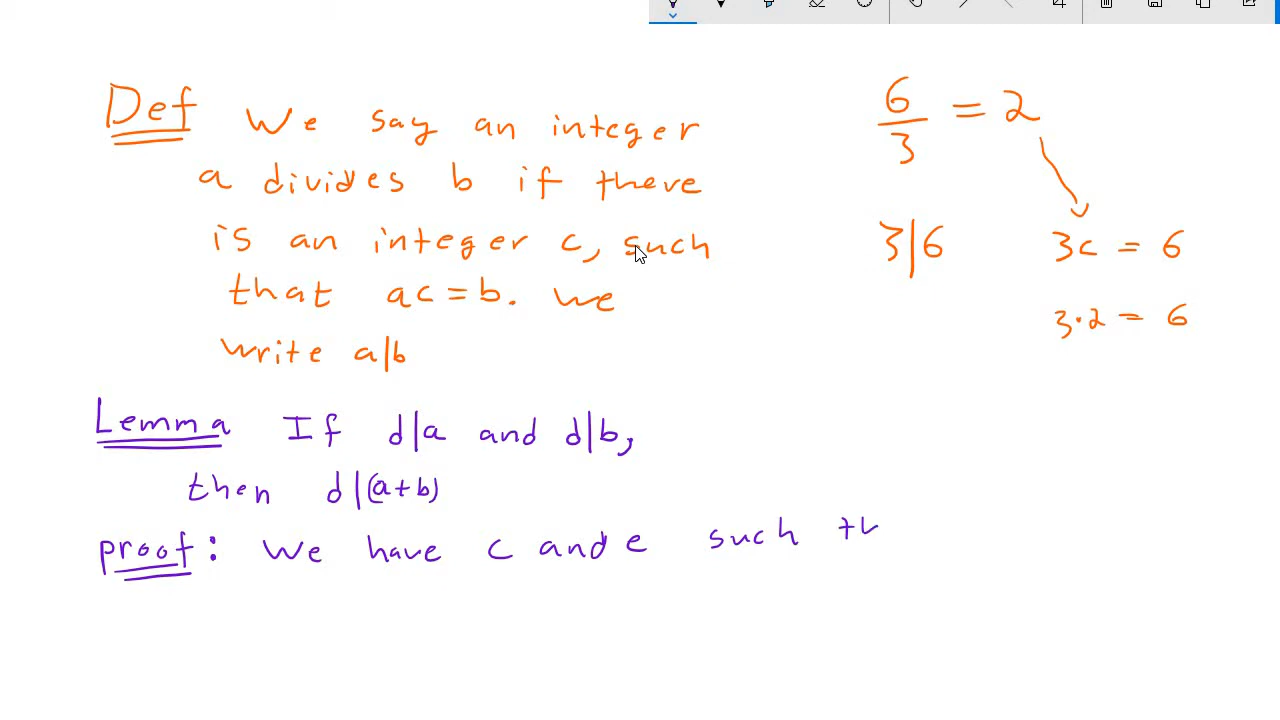 Def We say an integer
a divides b if there
is an integer c, such
that ac = b. We
write a|b
6/3 = 2
3|6
3c = 6
3·2 = 6
Lemma If d|a and d|b,
then d|(a+b)
proof: We have c and e such th